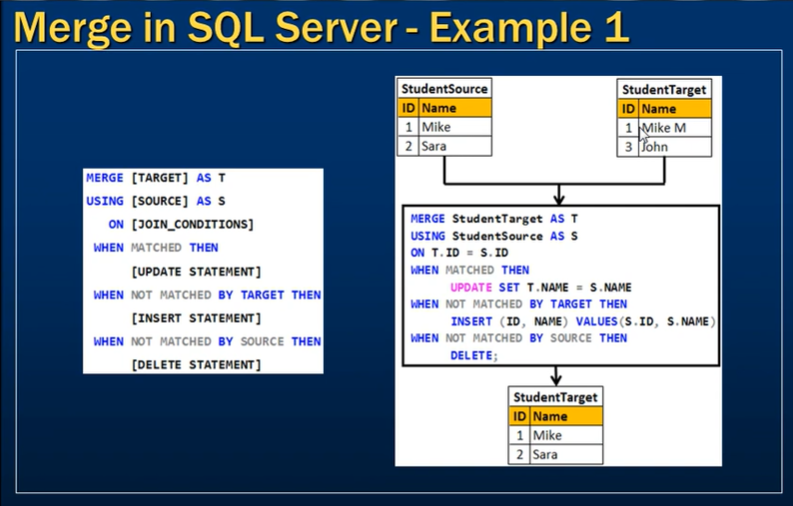 Merge in SQL Server - Example 1
MERGE [TARGET] AS T
USING [SOURCE] AS S
ON [JOIN_CONDITIONS]
WHEN MATCHED THEN
[UPDATE STATEMENT]
WHEN NOT MATCHED BY TARGET THEN
[INSERT STATEMENT]
WHEN NOT MATCHED BY SOURCE THEN
[DELETE STATEMENT]
StudentSource
ID Name
1 Mike
2 Sara
StudentTarget
ID Name
1 Mike M
3 John
MERGE StudentTarget AS T
USING StudentSource AS S
ON T.ID = S.ID
WHEN MATCHED THEN
UPDATE SET T.NAME = S.NAME
WHEN NOT MATCHED BY TARGET THEN
INSERT (ID, NAME) VALUES(S.ID, S.NAME)
WHEN NOT MATCHED BY SOURCE THEN
DELETE;
StudentTarget
ID Name
1 Mike
2 Sara